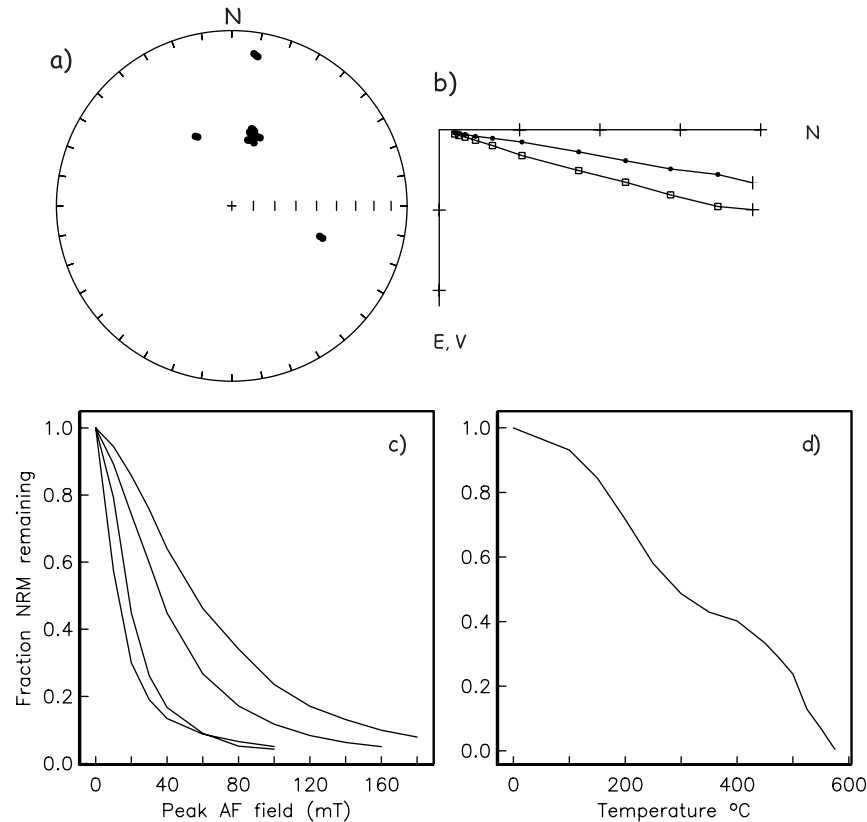 N
a)
b)
N
E, V
c)
1.0
0.8
0.6
0.4
0.2
0.0
Fraction NRM remaining
0 40 80 120 160
Peak AF field (mT)
d)
1.0
0.8
0.6
0.4
0.2
0.0
0 200 400 600
Temperature ºC